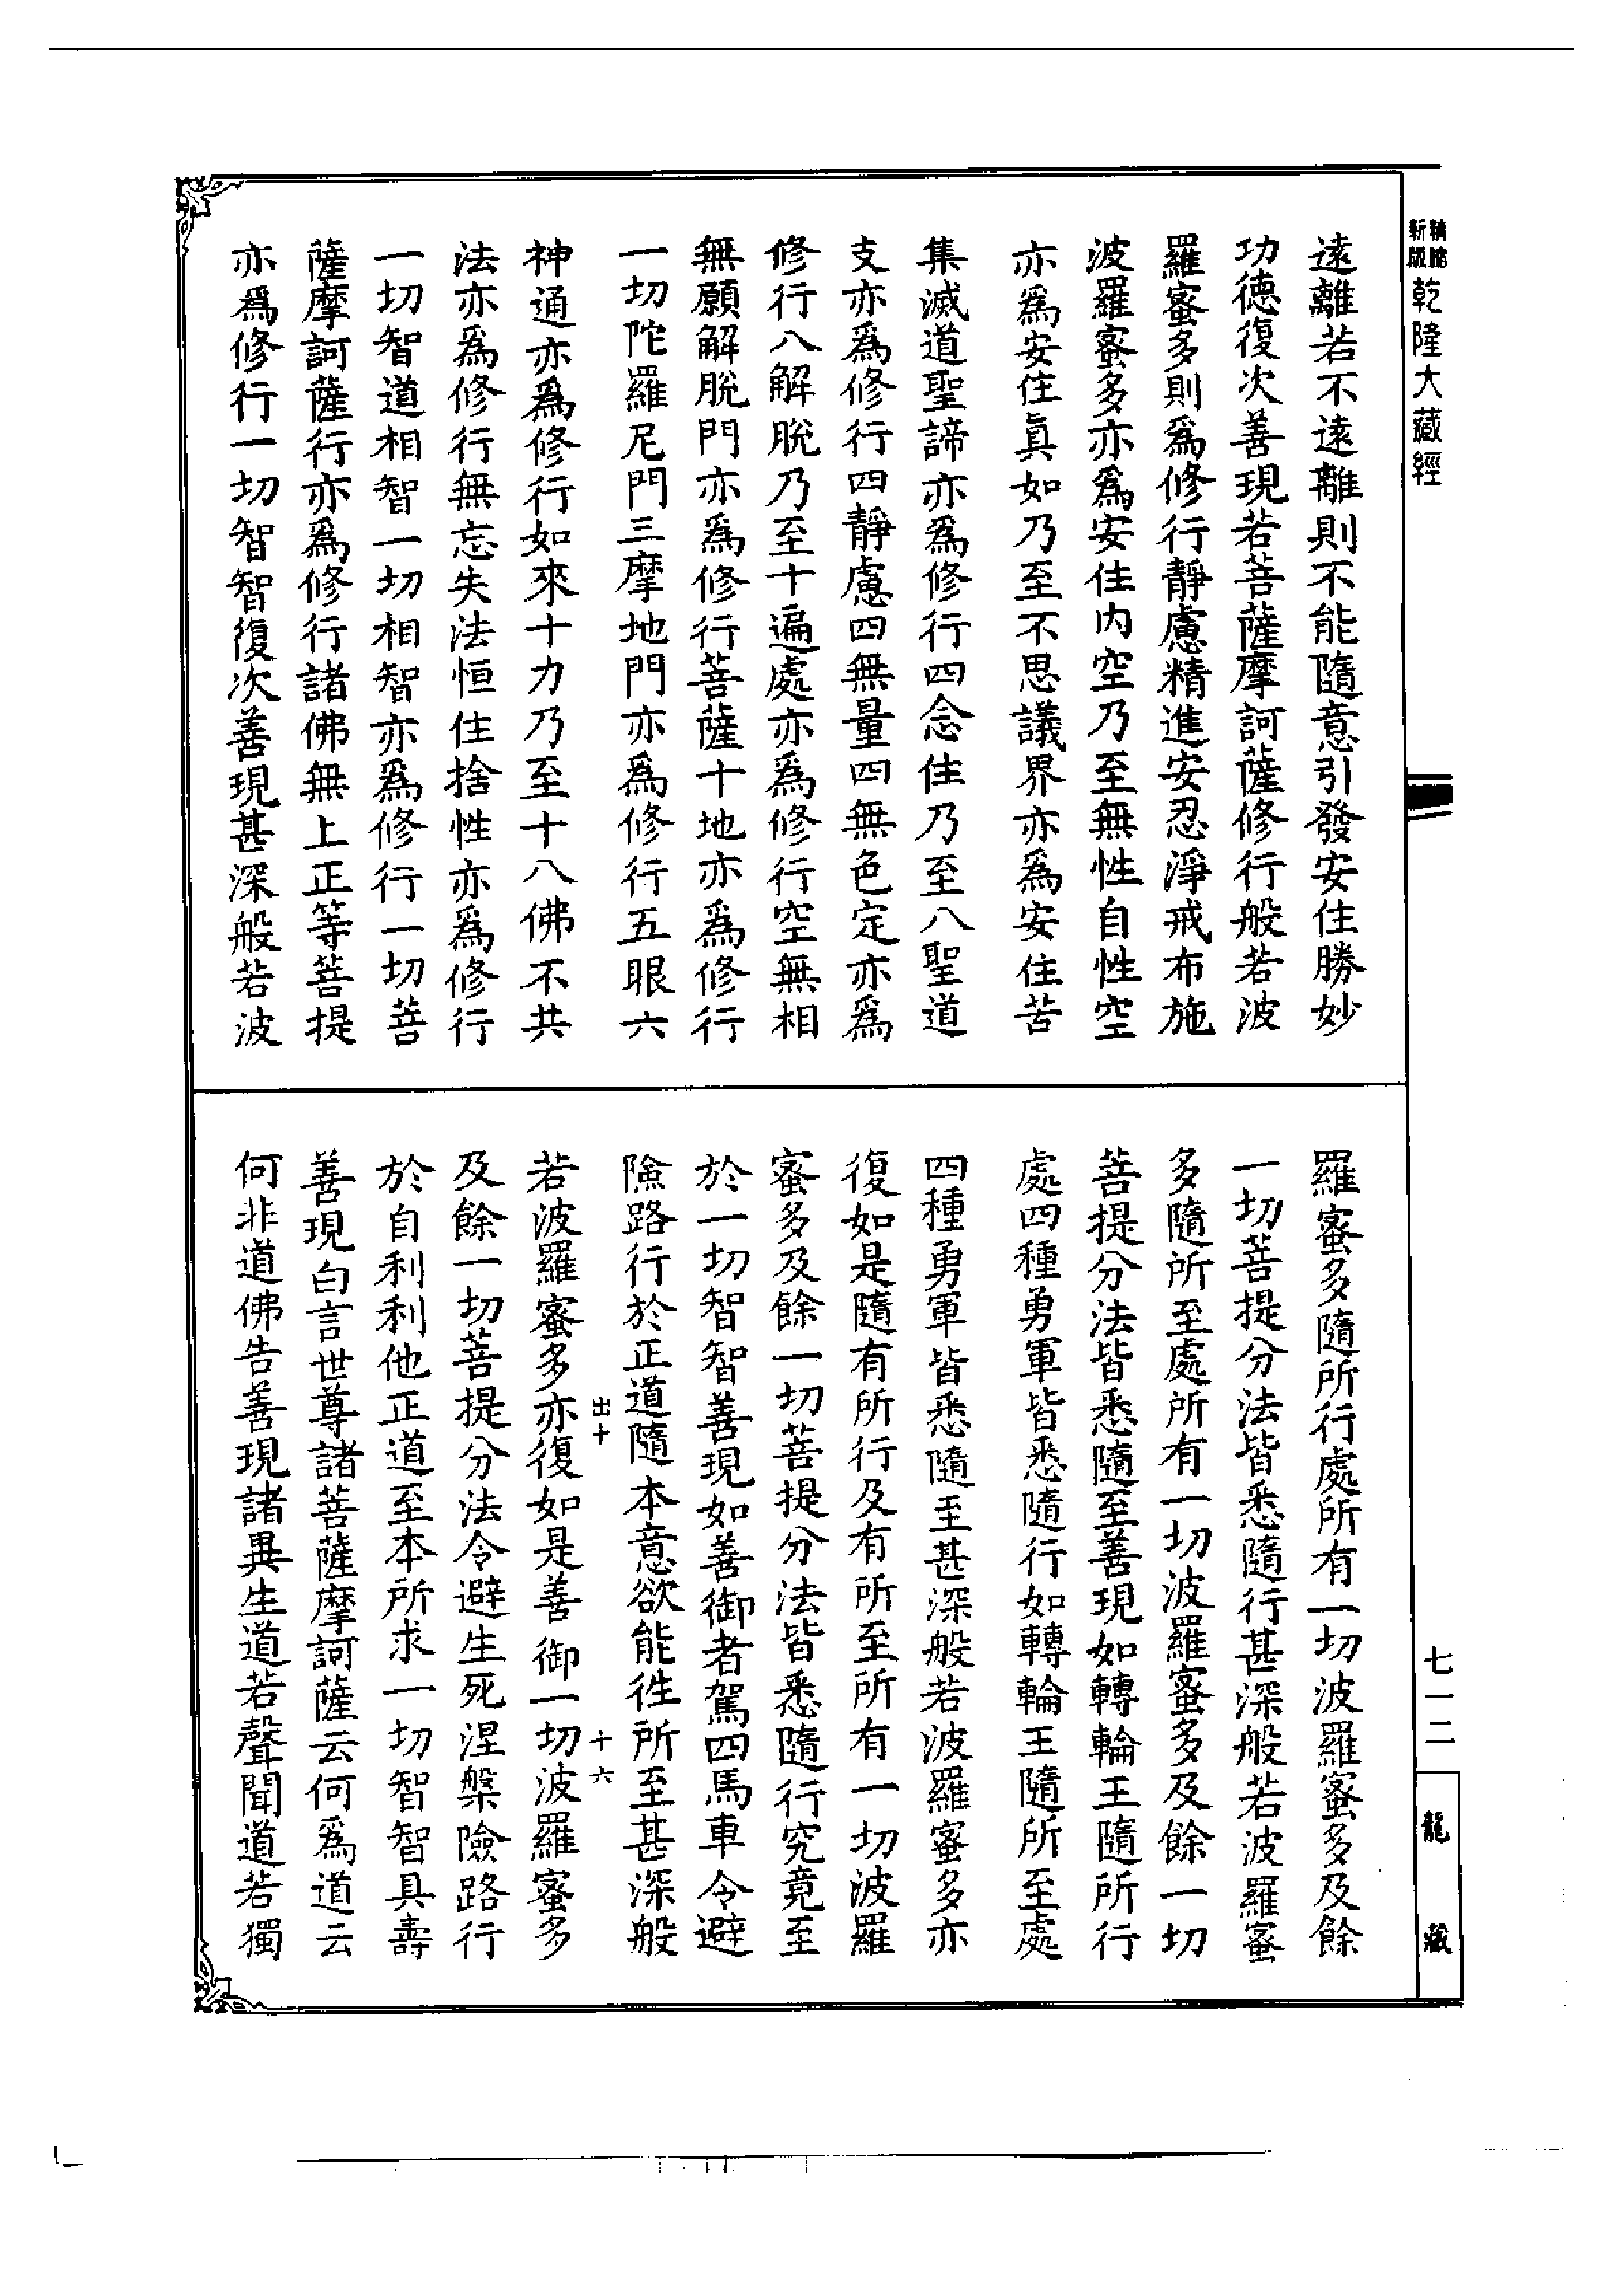 新版精縮乾隆大藏經
遠離若不遠離則不能隨意引發安住勝妙
功德復次善現若菩薩摩訶薩修行般若波
羅蜜多則爲修行靜慮精進安忍淨戒布施
波羅蜜多亦爲安住內空乃至無性自性空
亦爲安住眞如乃至不思議界亦爲安住苦
集滅道聖諦亦爲修行四念住乃至八聖道
支亦爲修行四靜慮四無量四無色定亦爲
修行八解脫乃至十遍處亦爲修行空無相
無願解脫門亦爲修行菩薩十地亦爲修行
一切陀羅尼門三摩地門亦爲修行五眼六
神通亦爲修行如來十力乃至十八佛不共
法亦爲修行無忘失法恒住捨性亦爲修行
一切智道相智一切相智亦爲修行一切菩
薩摩訶薩行亦爲修行諸佛無上正等菩提
亦爲修行一切智智復次善現甚深般若波
羅蜜多隨所行處所有一切波羅蜜多及餘
一切菩提分法皆悉隨行甚深般若波羅蜜
多隨所至處所有一切波羅蜜多及餘一切
菩提分法皆悉隨至善現如轉輪王隨所行
處四種勇軍皆悉隨行如轉輪王隨所至處
四種勇軍皆悉隨至甚深般若波羅蜜多亦
復如是隨有所行及有所至所有一切波羅
蜜多及餘一切菩提分法皆悉隨行究竟至
於一切智智善現如善御者駕四馬車令避
險路行於正道隨本意欲能徃所至甚深般
出十 十六
若波羅蜜多亦復如是善御一切波羅蜜多
及餘一切菩提分法令避生死涅槃險路行
於自利利他正道至本所求一切智智具壽
善現白言世尊諸菩薩摩訶薩云何爲道云
何非道佛告善現諸異生道若聲聞道若獨
七一二
龍藏